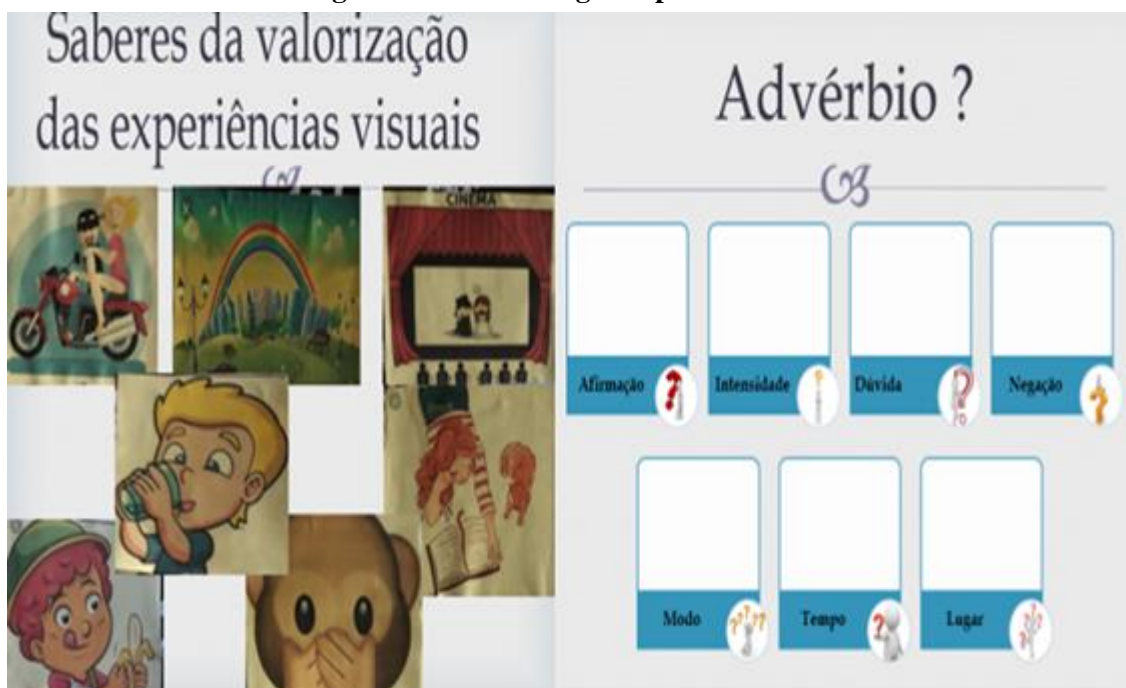 Saberes da valorização
das experiências visuais
CINEMA
Advérbio ?
Afirmação
Intensidade
Dúvida
Negação
Modo
Tempo
Lugar